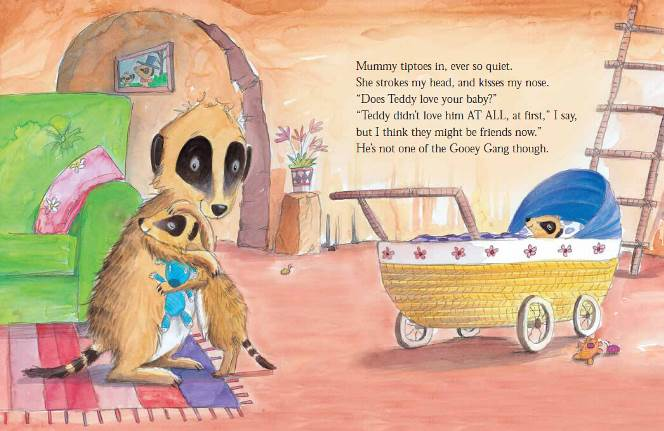 Mummy tiptoes in, ever so quiet.
She strokes my head, and kisses my nose.
“Does Teddy love your baby?”
“Teddy didn’t love him AT ALL, at first,” I say,
but I think they might be friends now.”
He’s not one of the Gooey Gang though.